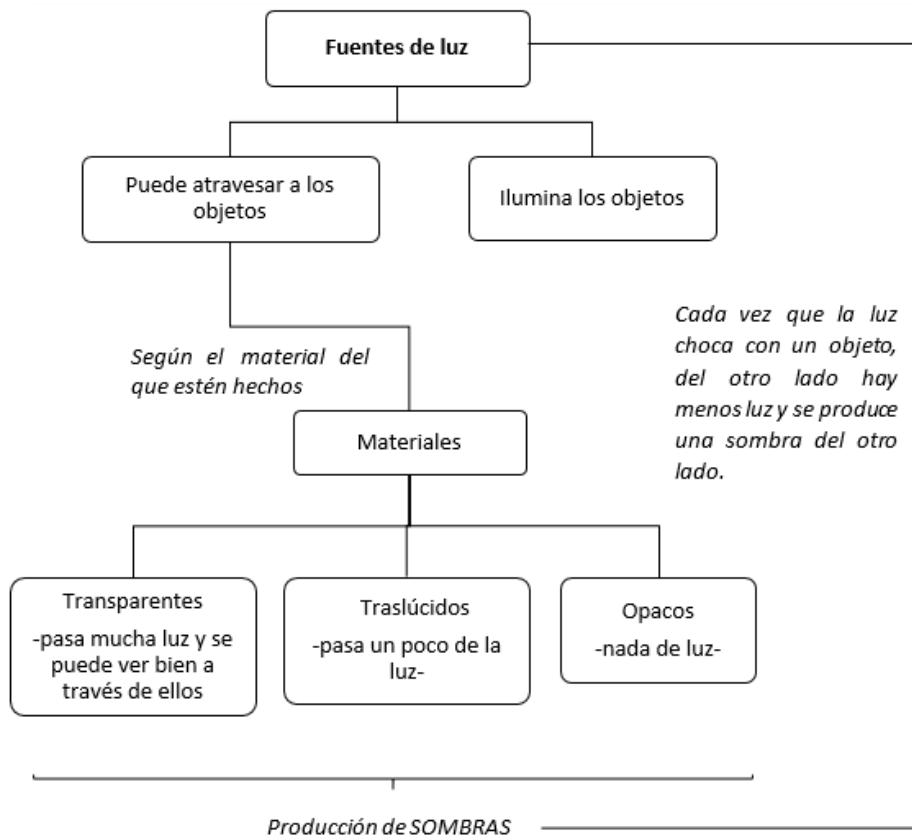 Fuentes de luz
Puede atravesar a los
objetos
Ilumina los objetos
Cada vez que la luz
choca con un objeto,
del otro lado hay
menos luz y se produce
una sombra del otro
lado.
Según el material del
que estén hechos
Materiales
Transparentes
-pasa mucha luz y se
puede ver bien a
través de ellos
Traslúcidos
-pasa un poco de la
luz-
Opacos
-nada de luz-
Producción de SOMBRAS